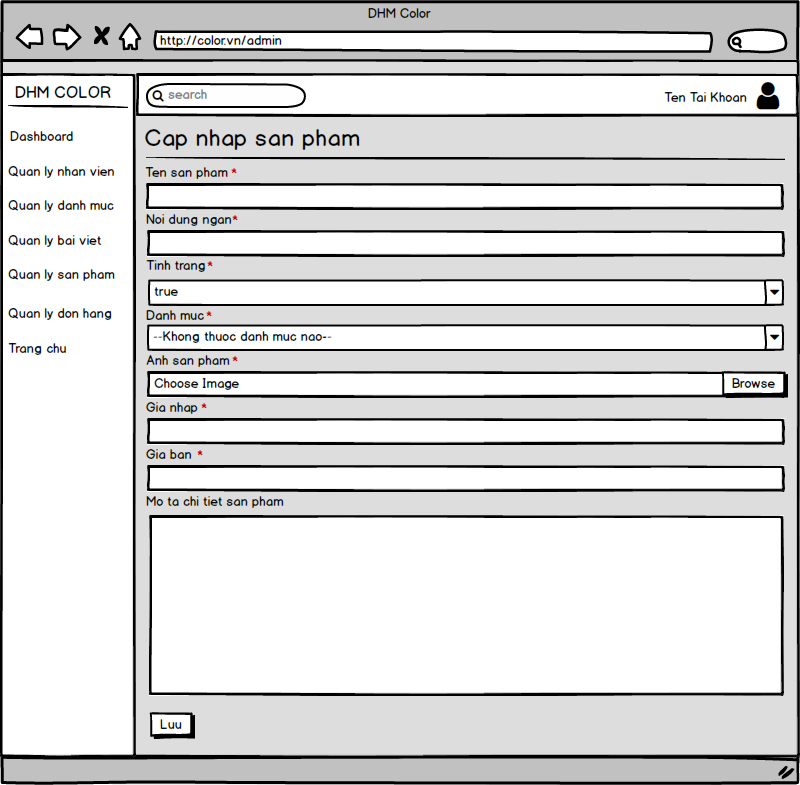 DHM Color
http://color.vn/admin
DHM COLOR
search
Ten Tai Khoan
Dashboard
Quan ly nhan vien
Quan ly danh muc
Quan ly bai viet
Quan ly san pham
Quan ly don hang
Trang chu
Cap nhap san pham
Ten san pham *
Noi dung ngan*
Tinh trang*
true
Danh muc*
--Khong thuoc danh muc nao--
Anh san pham*
Choose Image
Browse
Gia nhap *
Gia ban *
Mo ta chi tiet san pham
Luu